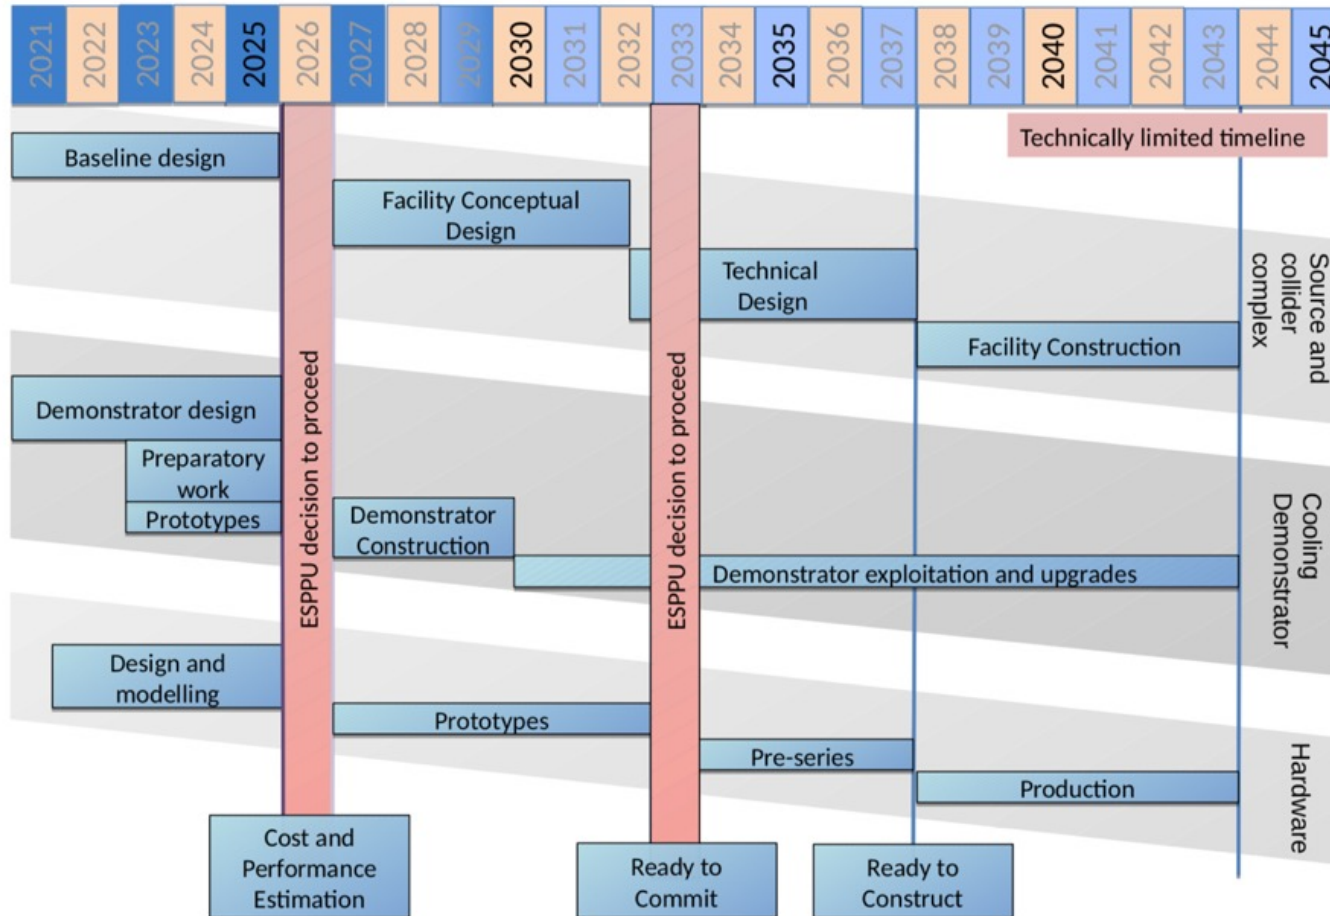 2021 2022 2023 2024 2025 2026 2027 2028 2029 2030 2031 2032 2033 2034 2035 2036 2037 2038 2039 2040 2041 2042 2043 2044 2045
Technically limited timeline
Baseline design
Facility Conceptual
Design
Technical
Design
Facility Construction
Source and
collider
complex
ESPPU decision to proceed
ESPPU decision to proceed
Demonstrator design
Preparatory
work
Prototypes
Demonstrator
Construction
Demonstrator exploitation and upgrades
Cooling
Demonstrator
Design and
modelling
Prototypes
Pre-series
Production
Hardware
Cost and
Performance
Estimation
Ready to
Commit
Ready to
Construct